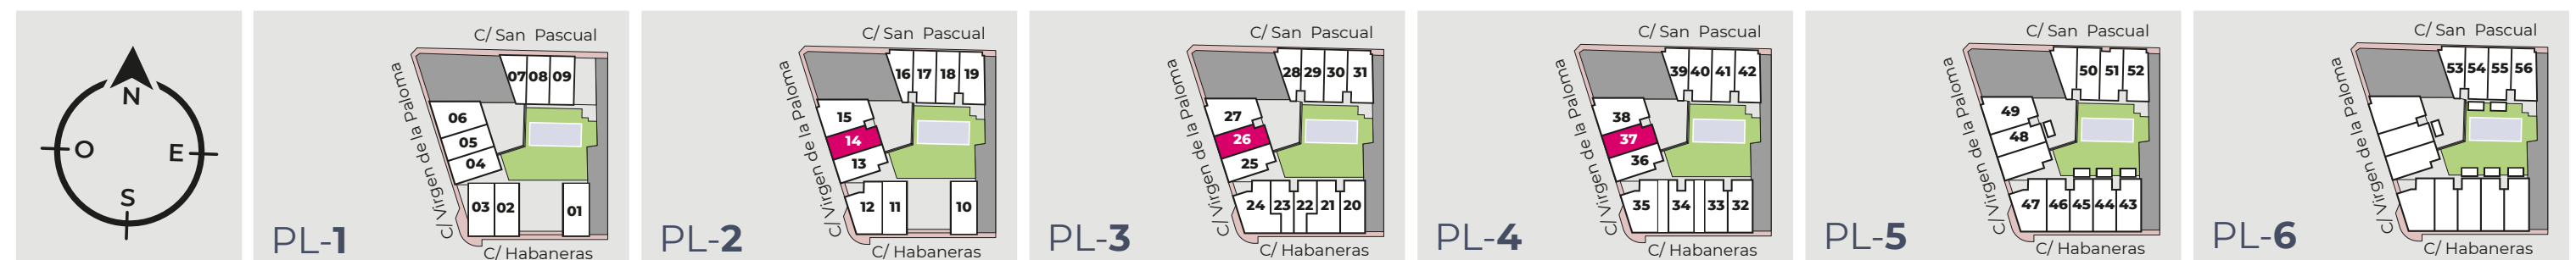 N
O
E
S
C/ San Pascual
C/Virgen de la Paloma
07 08 09
06
05
04
03 02
01
PL-1
C/ Habaneras
C/ San Pascual
C/Virgen de la Paloma
16 17 18 19
15
14
13
12 11
10
PL-2
C/ Habaneras
C/ San Pascual
C/Virgen de la Paloma
28 29 30 31
27
26
25
24 23 22 21 20
PL-3
C/ Habaneras
C/ San Pascual
C/Virgen de la Paloma
39 40 41 42
38
37
36
35 34 33 32
PL-4
C/ Habaneras
C/ San Pascual
C/Virgen de la Paloma
50 51 52
49
48
47 46 45 44 43
PL-5
C/ Habaneras
C/ San Pascual
C/Virgen de la Paloma
53 54 55 56
PL-6
C/ Habaneras